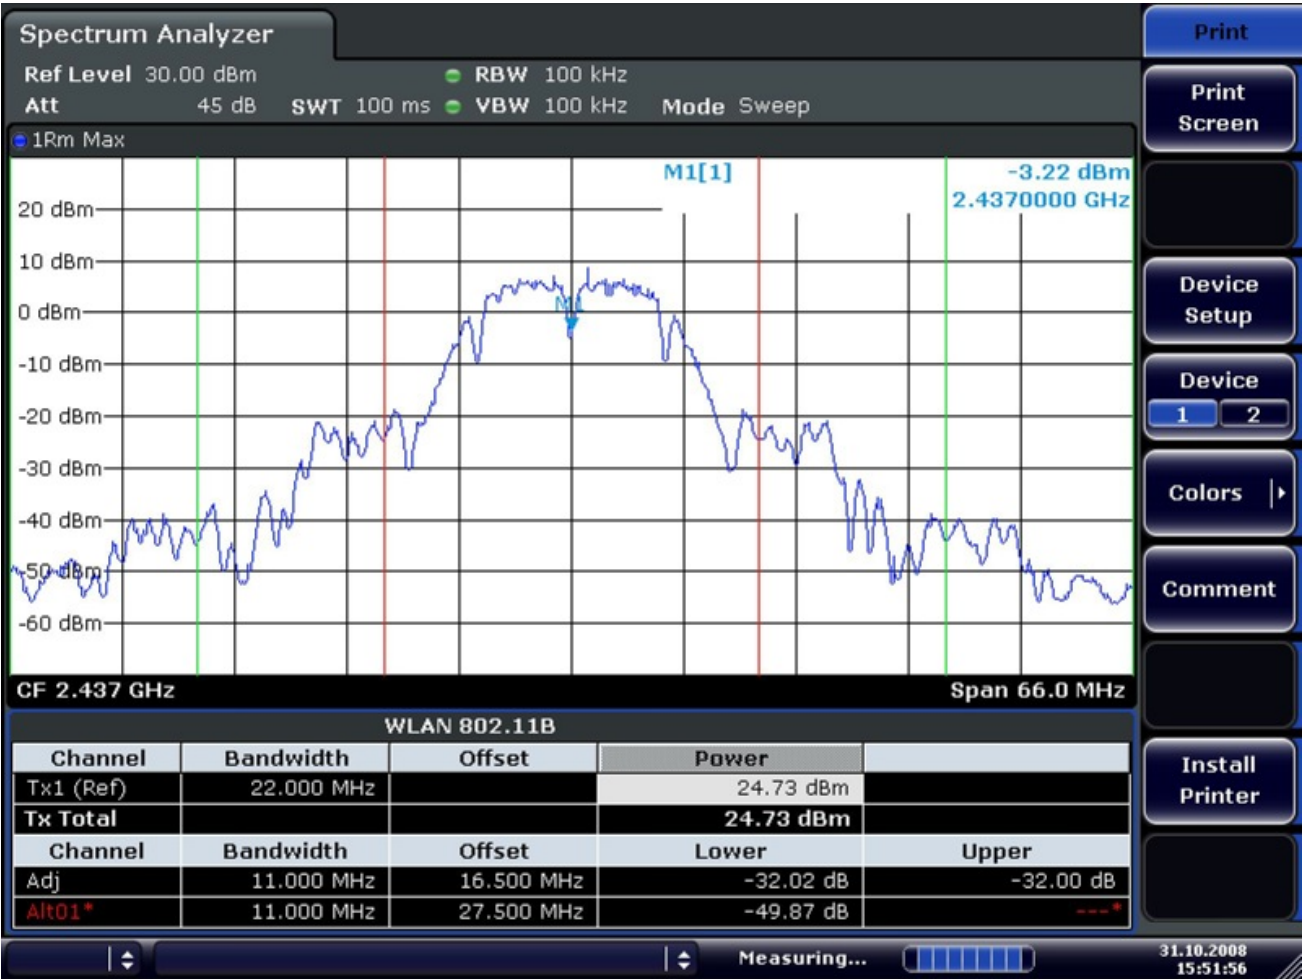 Spectrum Analyzer
Ref Level 30.00 dBm RBW 100 kHz
Att 45 dB SWT 100 ms VBW 100 kHz Mode Sweep
1Rm Max
M1[1] -3.22 dBm
2.4370000 GHz
20 dBm
10 dBm
0 dBm
M1
-10 dBm
-20 dBm
-30 dBm
-40 dBm
-50 dBm
-60 dBm
CF 2.437 GHz Span 66.0 MHz
WLAN 802.11B
Channel Bandwidth Offset Power
Tx1 (Ref) 22.000 MHz 24.73 dBm
Tx Total 24.73 dBm
Channel Bandwidth Offset Lower Upper
Adj 11.000 MHz 16.500 MHz -32.02 dB -32.00 dB
Alt01* 11.000 MHz 27.500 MHz -49.87 dB ---*
Measuring...
31.10.2008
15:51:56
Print
Print
Screen
Device
Setup
Device
1 2
Colors
Comment
Install
Printer